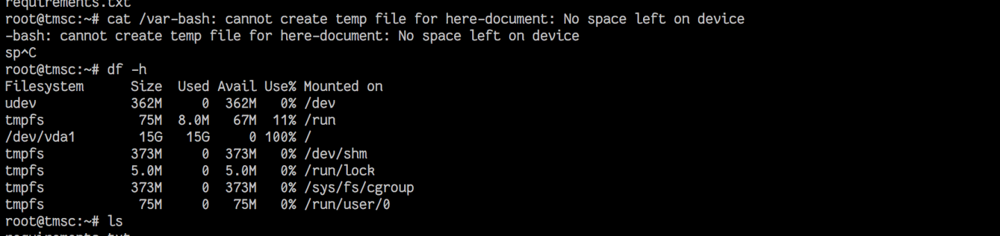 requirements.txt
root@tmsc:~# cat /var-bash: cannot create temp file for here-document: No space left on device
-bash: cannot create temp file for here-document: No space left on device
sp^C
root@tmsc:~# df -h
Filesystem      Size  Used Avail Use% Mounted on
udev            362M     0  362M   0% /dev
tmpfs            75M  8.0M   67M  11% /run
/dev/vda1        15G   15G     0 100% /
tmpfs           373M     0  373M   0% /dev/shm
tmpfs           5.0M     0  5.0M   0% /run/lock
tmpfs           373M     0  373M   0% /sys/fs/cgroup
tmpfs            75M     0   75M   0% /run/user/0
root@tmsc:~# ls
requirements.txt